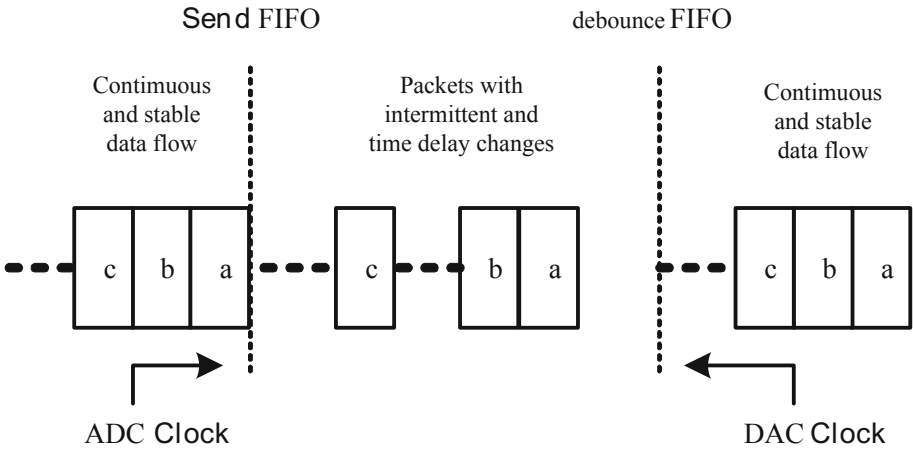 Send FIFO
debounce FIFO
Contimuous
and stable
data flow
Packets with
intermittent and
time delay changes
Contimuous
and stable
data flow
c b a
c b a
c b a
ADC Clock
DAC Clock